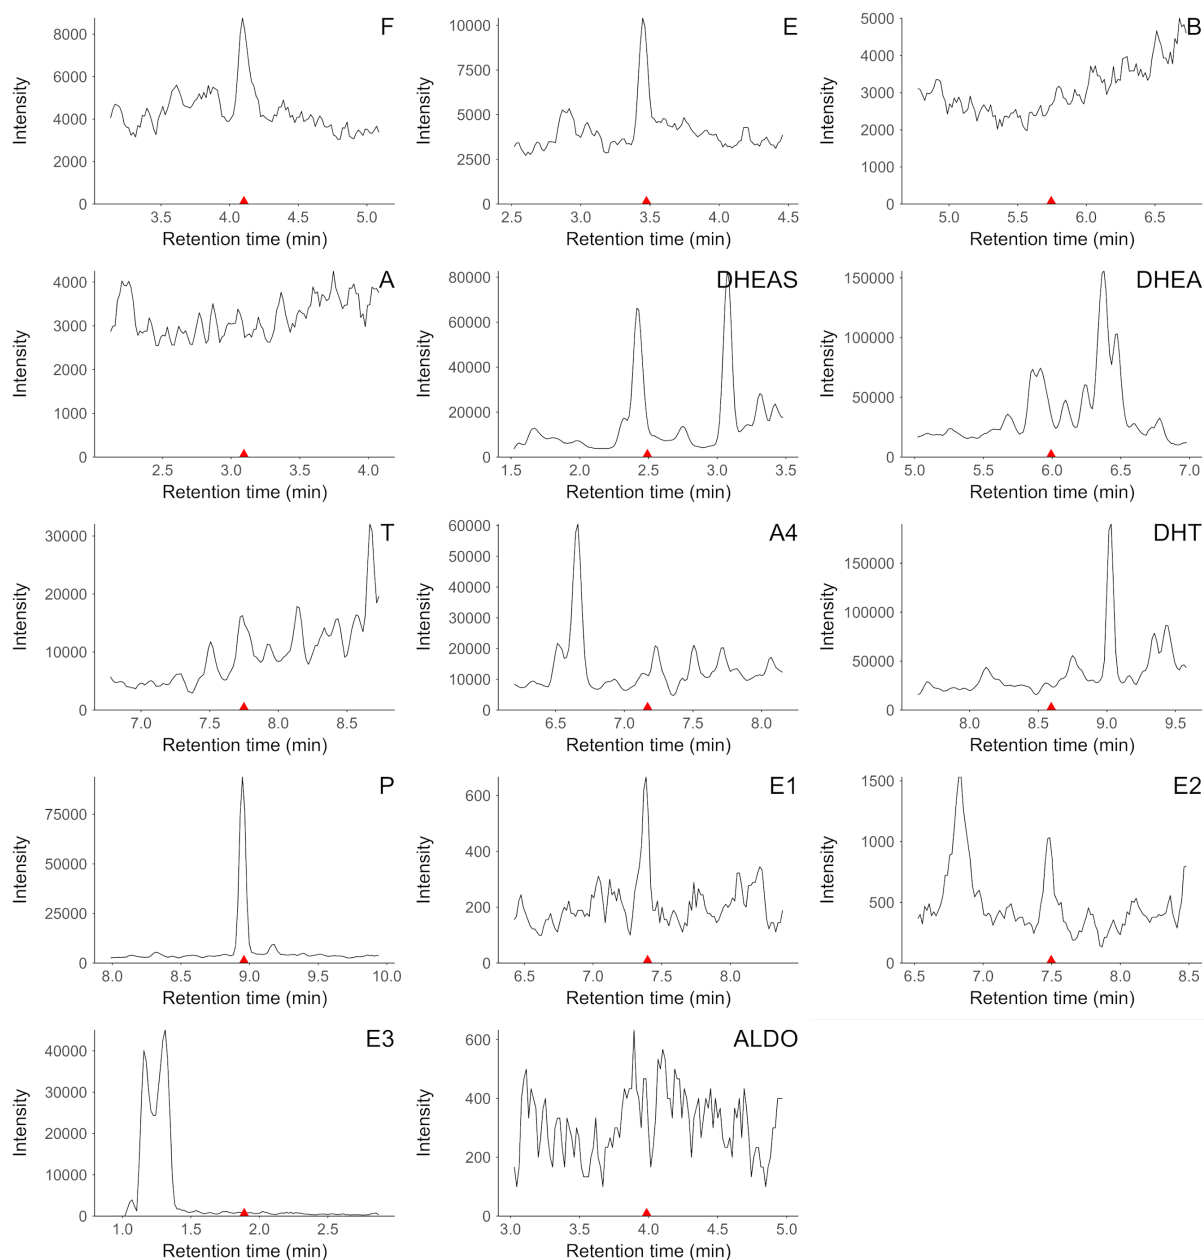 F
Intensity
8000
6000
4000
2000
0
3.5 4.0 4.5 5.0
Retention time (min)
E
Intensity
10000
7500
5000
2500
0
2.5 3.0 3.5 4.0 4.5
Retention time (min)
B
Intensity
5000
4000
3000
2000
1000
0
5.0 5.5 6.0 6.5
Retention time (min)
A
Intensity
4000
3000
2000
1000
0
2.5 3.0 3.5 4.0
Retention time (min)
DHEAS
Intensity
80000
60000
40000
20000
0
1.5 2.0 2.5 3.0 3.5
Retention time (min)
DHEA
Intensity
150000
100000
50000
0
5.0 5.5 6.0 6.5 7.0
Retention time (min)
T
Intensity
30000
20000
10000
0
7.0 7.5 8.0 8.5
Retention time (min)
A4
Intensity
60000
50000
40000
30000
20000
10000
0
6.5 7.0 7.5 8.0
Retention time (min)
DHT
Intensity
150000
100000
50000
0
8.0 8.5 9.0 9.5
Retention time (min)
P
Intensity
75000
50000
25000
0
8.0 8.5 9.0 9.5 10.0
Retention time (min)
E1
Intensity
600
400
200
0
6.5 7.0 7.5 8.0
Retention time (min)
E2
Intensity
1500
1000
500
0
6.5 7.0 7.5 8.0 8.5
Retention time (min)
E3
Intensity
40000
30000
20000
10000
0
1.0 1.5 2.0 2.5
Retention time (min)
ALDO
Intensity
600
400
200
0
3.0 3.5 4.0 4.5 5.0
Retention time (min)